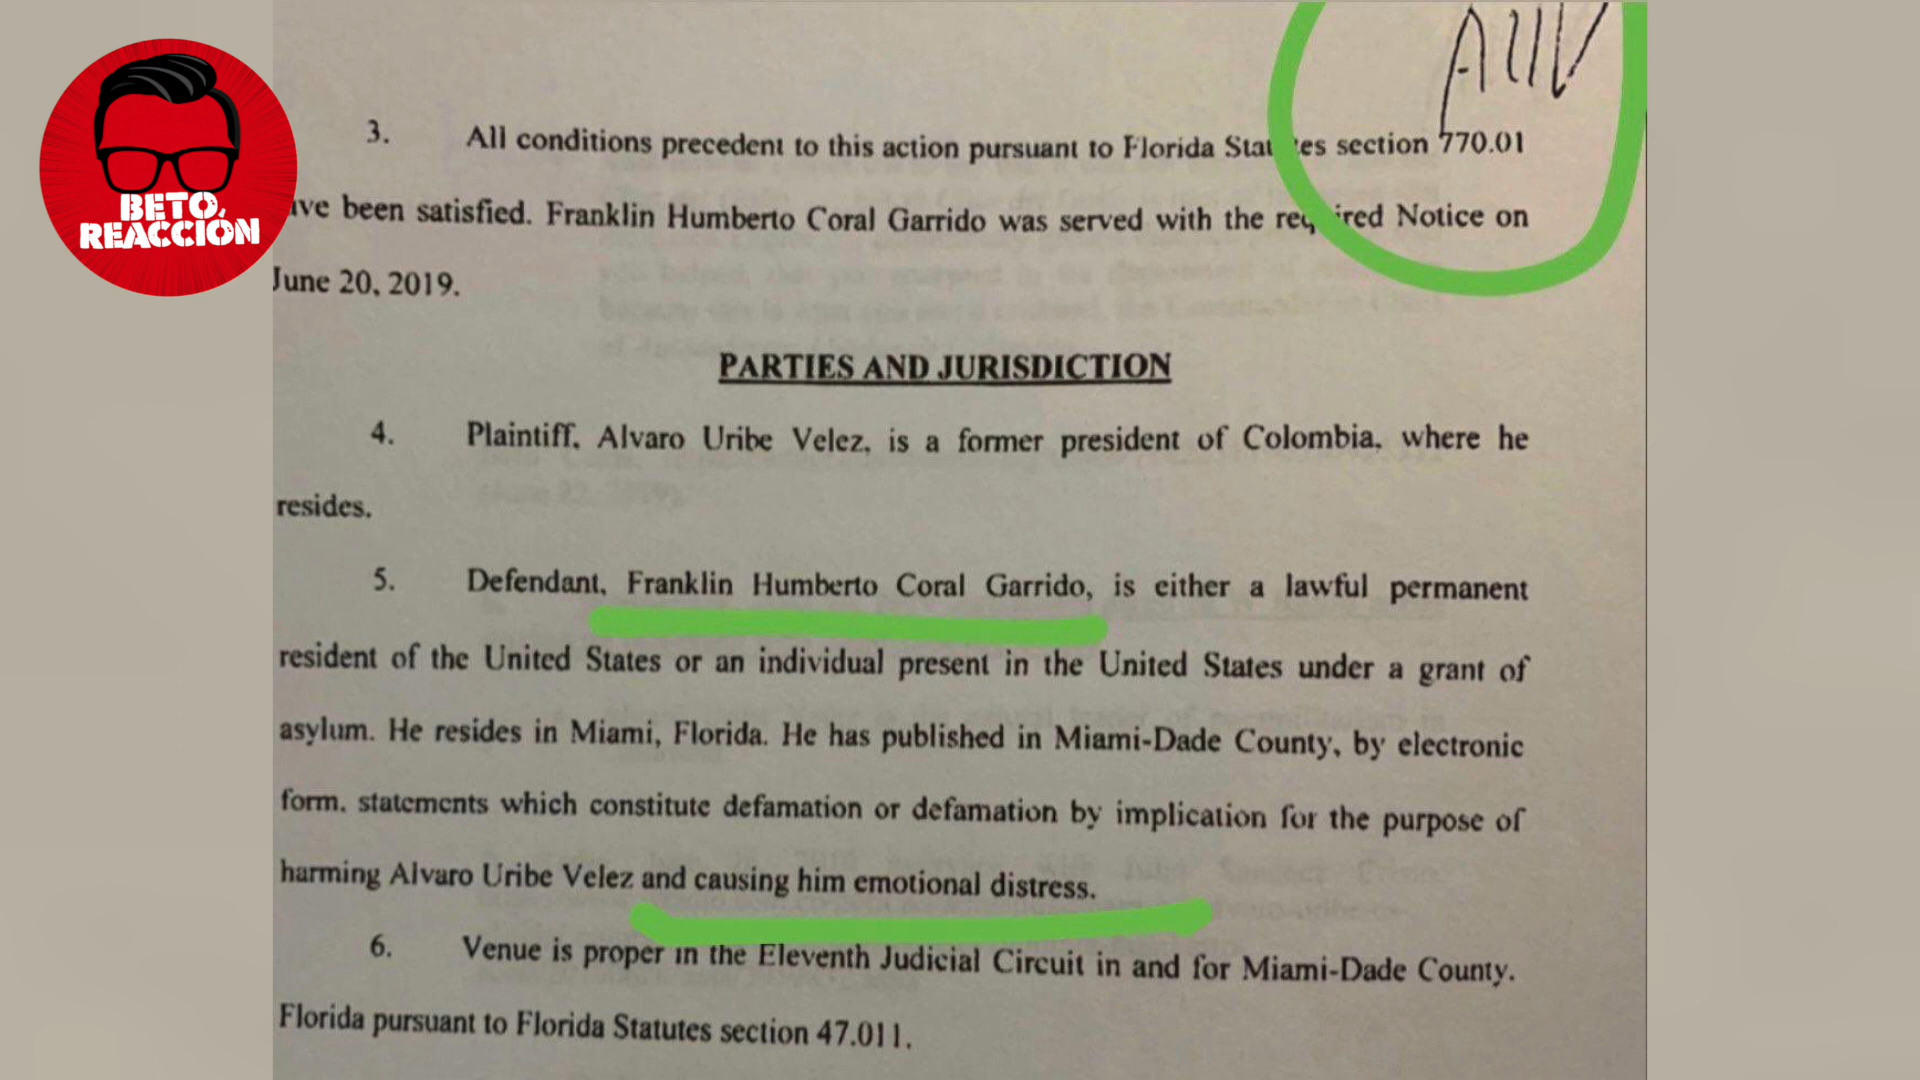 AUV
BETO,
REACCIÓN
3. All conditions precedent to this action pursuant to Florida Stat es section 770.01
ve been satisfied. Franklin Humberto Coral Garrido was served with the req ired Notice on
June 20, 2019.
PARTIES AND JURISDICTION
4. Plaintiff, Alvaro Uribe Velez, is a former president of Colombia, where he
resides.
5. Defendant, Franklin Humberto Coral Garrido, is either a lawful permanent
resident of the United States or an individual present in the United States under a grant of
asylum. He resides in Miami, Florida. He has published in Miami-Dade County, by electronic
form, statements which constitute defamation or defamation by implication for the purpose of
harming Alvaro Uribe Velez and causing him emotional distress.
6. Venue is proper in the Eleventh Judicial Circuit in and for Miami-Dade County,
Florida pursuant to Florida Statutes section 47.011.